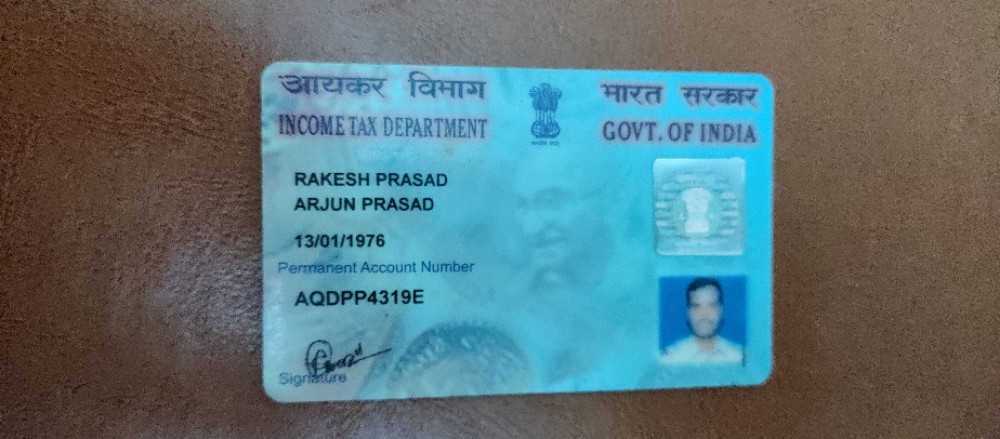 आयकर विभाग
भारत सरकार
INCOME TAX DEPARTMENT
GOVT. OF INDIA
RAKESH PRASAD
ARJUN PRASAD
13/01/1976
Permanent Account Number
AQDPP4319E
Signature